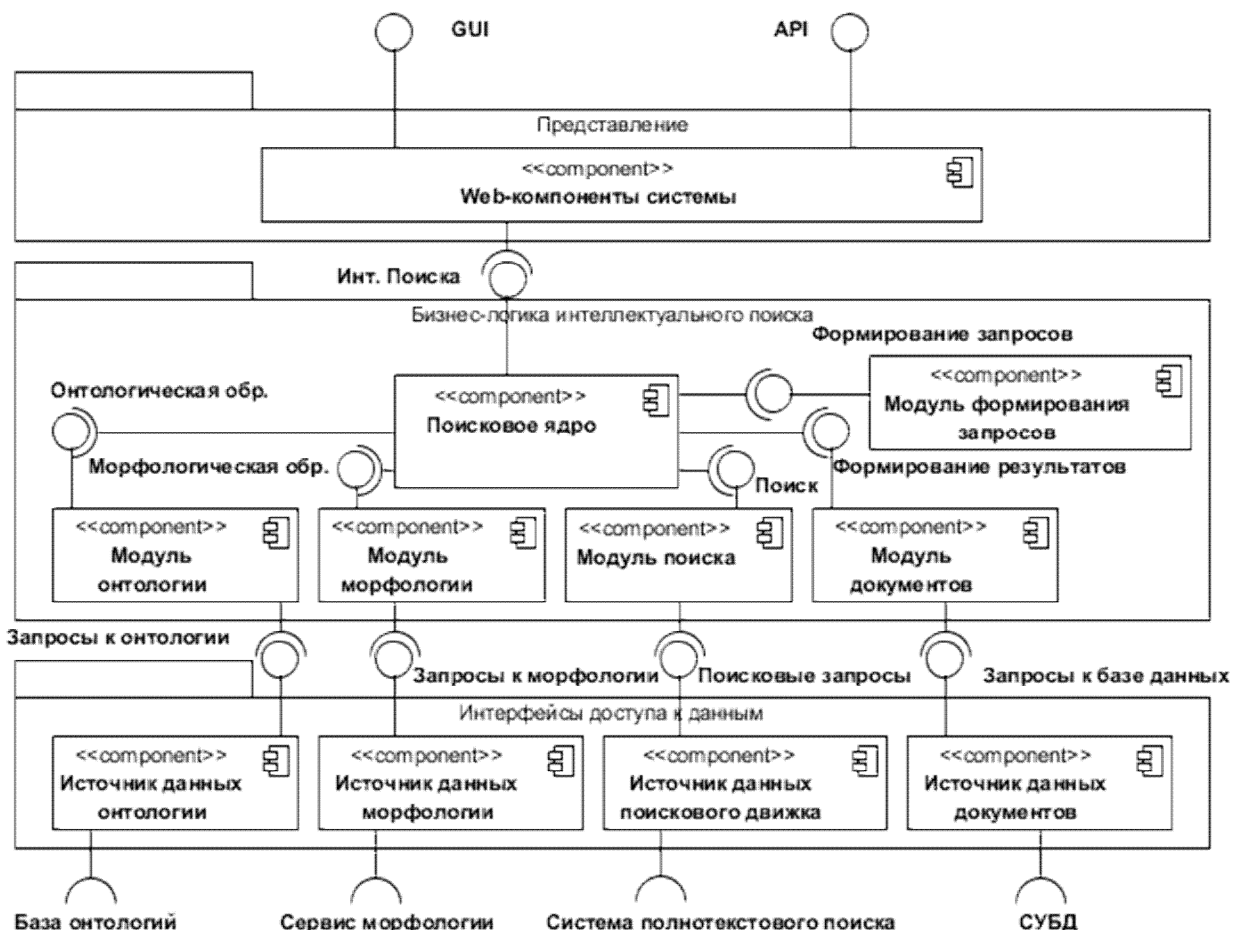 GUI
API
Представление
<<component>>
Web-компоненты системы
Инт. Поиска
Бизнес-логика интеллектуального поиска
Формирование запросов
<<component>>
Модуль формирования
запросов
Онтологическая обр.
<<component>>
Поисковое ядро
Морфологическая обр.
Поиск
Формирование результатов
<<component>>
Модуль
онтологии
<<component>>
Модуль
морфологии
<<component>>
Модуль поиска
<<component>>
Модуль
документов
Запросы к онтологии
Запросы к морфологии
Поисковые запросы
Запросы к базе данных
Интерфейсы доступа к данным
<<component>>
Источник данных
онтологии
<<component>>
Источник данных
морфологии
<<component>>
Источник данных
поискового движка
<<component>>
Источник данных
документов
База онтологий
Сервис морфологии
Система полнотекстового поиска
СУБД